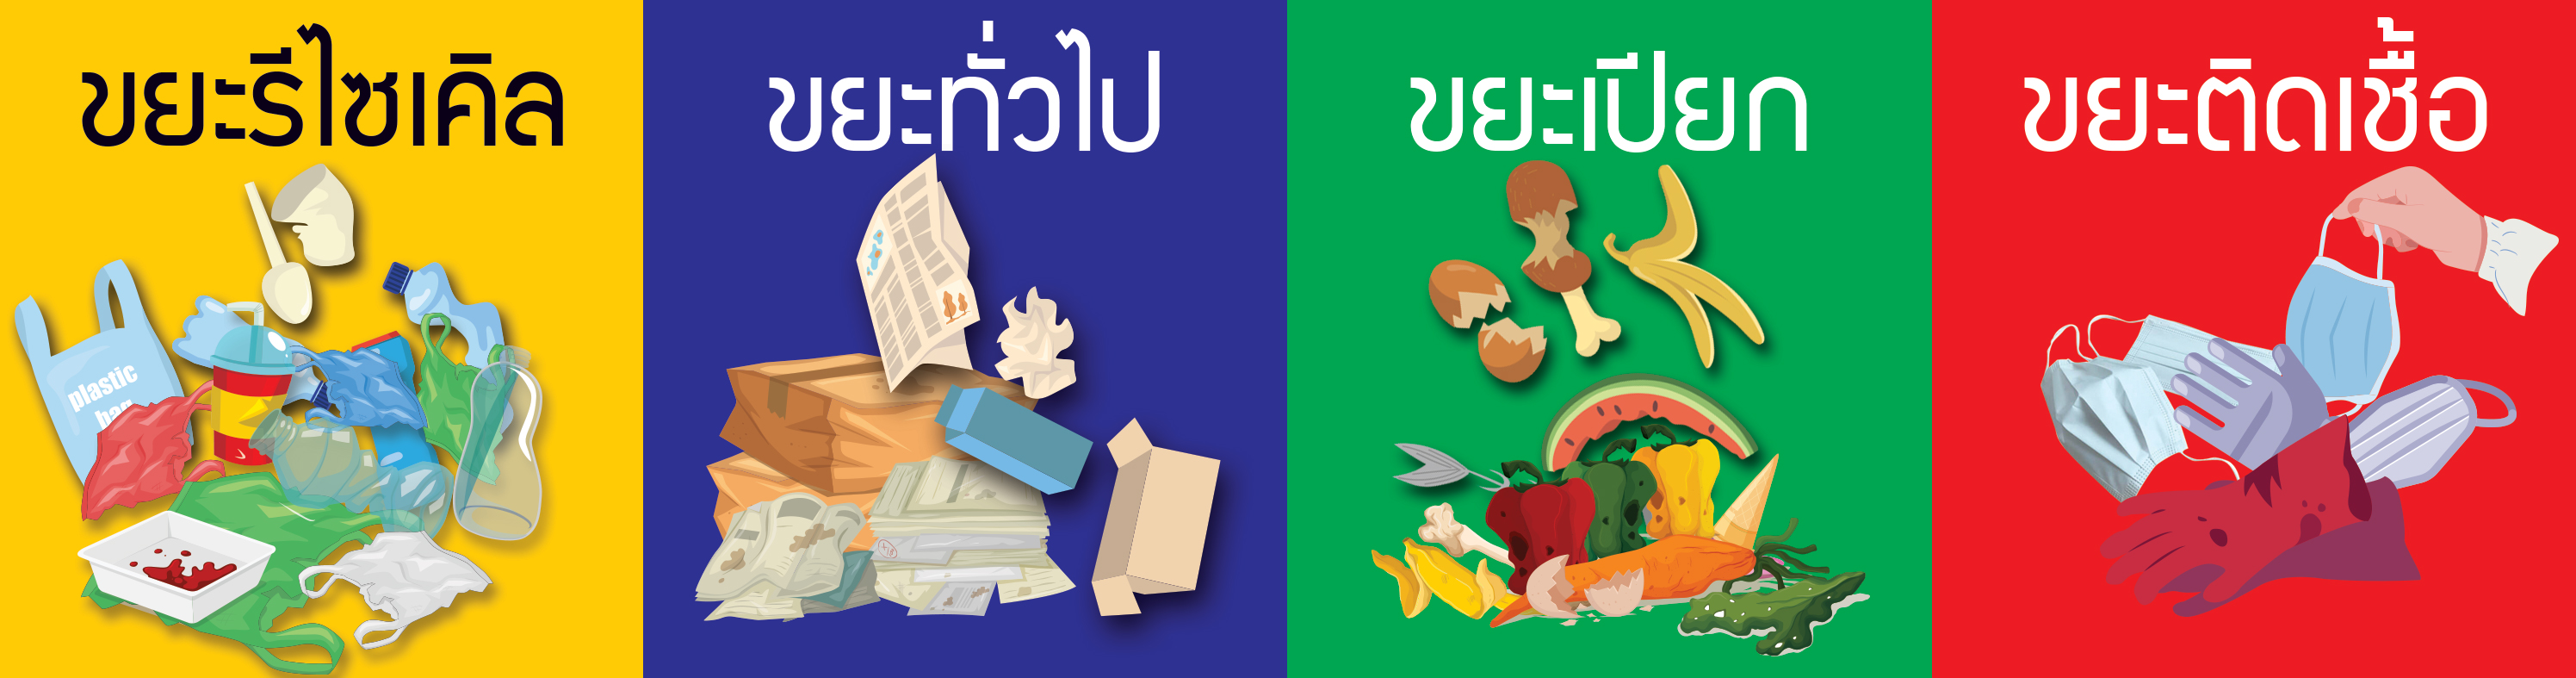 ขยะรีไซเคิล
plastic
bag
ขยะทั่วไป
ขยะเปียก
ขยะติดเชื้อ